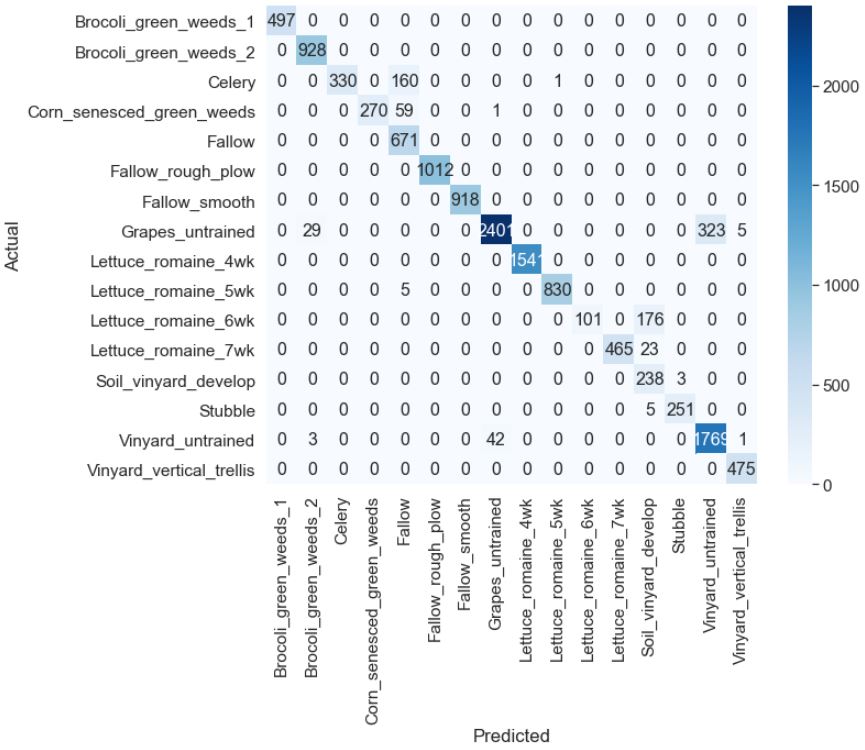 Brocoli_green_weeds_1 497 0 0 0 0 0 0 0 0 0 0 0 0 0 0 0
Brocoli_green_weeds_2 0 928 0 0 0 0 0 0 0 0 0 0 0 0 0 0
Celery 0 0 330 0 160 0 0 0 0 1 0 0 0 0 0 0
Corn_senesced_green_weeds 0 0 0 270 59 0 0 1 0 0 0 0 0 0 0 0
Fallow 0 0 0 0 671 0 0 0 0 0 0 0 0 0 0 0
Fallow_rough_plow 0 0 0 0 0 1012 0 0 0 0 0 0 0 0 0 0
Fallow_smooth 0 0 0 0 0 0 918 0 0 0 0 0 0 0 0 0
Grapes_untrained 0 29 0 0 0 0 0 2401 0 0 0 0 0 0 323 5
Lettuce_romaine_4wk 0 0 0 0 0 0 0 0 1541 0 0 0 0 0 0 0
Lettuce_romaine_5wk 0 0 0 0 5 0 0 0 0 830 0 0 0 0 0 0
Lettuce_romaine_6wk 0 0 0 0 0 0 0 0 0 0 101 0 176 0 0 0
Lettuce_romaine_7wk 0 0 0 0 0 0 0 0 0 0 0 465 23 0 0 0
Soil_vinyard_develop 0 0 0 0 0 0 0 0 0 0 0 0 238 3 0 0
Stubble 0 0 0 0 0 0 0 0 0 0 0 0 5 251 0 0
Vinyard_untrained 0 3 0 0 0 0 0 42 0 0 0 0 0 0 1769 1
Vinyard_vertical_trellis 0 0 0 0 0 0 0 0 0 0 0 0 0 0 0 475
Actual
Brocoli_green_weeds_1
Brocoli_green_weeds_2
Celery
Corn_senesced_green_weeds
Fallow
Fallow_rough_plow
Fallow_smooth
Grapes_untrained
Lettuce_romaine_4wk
Lettuce_romaine_5wk
Lettuce_romaine_6wk
Lettuce_romaine_7wk
Soil_vinyard_develop
Stubble
Vinyard_untrained
Vinyard_vertical_trellis
Predicted
2000
1500
1000
500
0